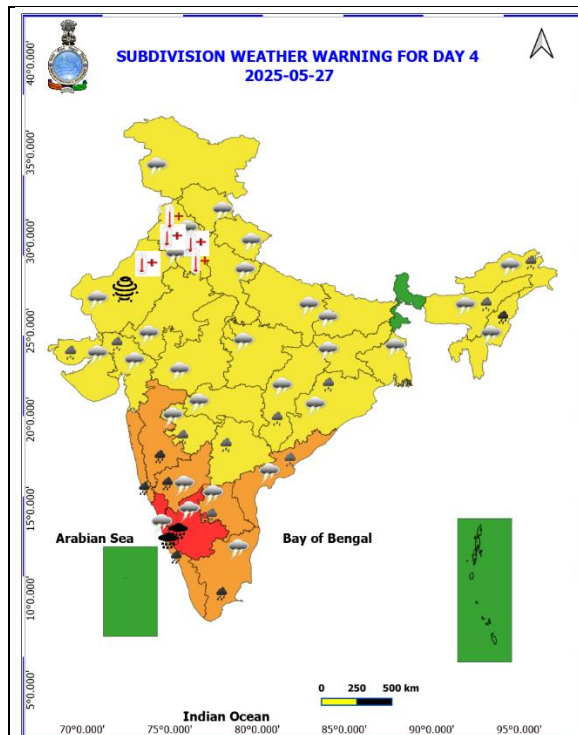 SUBDIVISION WEATHER WARNING FOR DAY 4
2025-05-27
40°0.000'
35°0.000'
30°0.000'
25°0.000'
20°0.000'
15°0.000'
10°0.000'
5°0.000'
Arabian Sea
Bay of Bengal
0 250 500 km
Indian Ocean
70°0.000' 75°0.000' 80°0.000' 85°0.000' 90°0.000' 95°0.000'